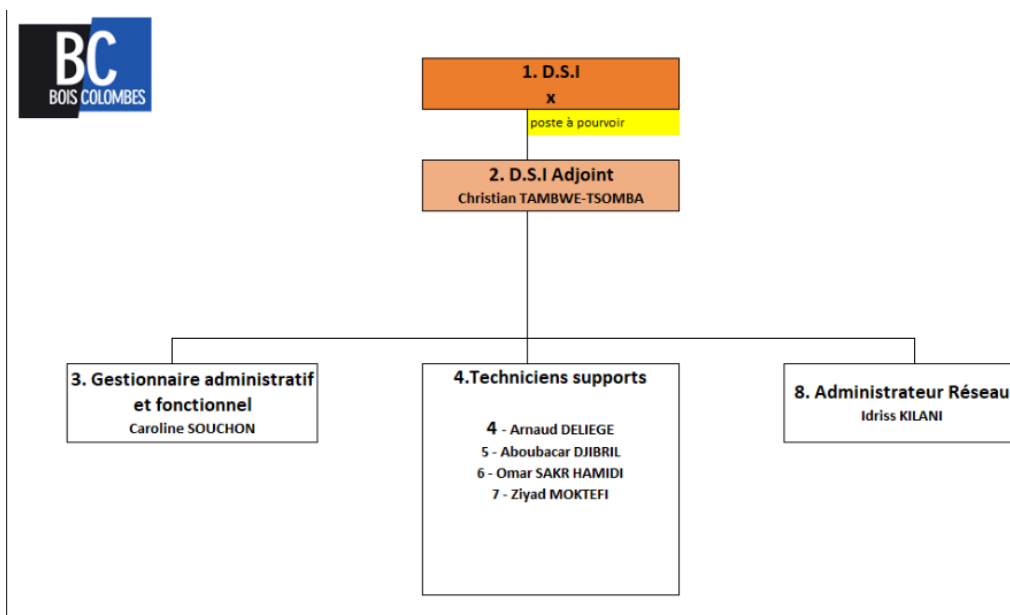 BC
BOIS COLOMBES
1. D.S.I
x
poste à pourvoir
2. D.S.I Adjoint
Christian TAMBWE-TSOMBA
3. Gestionnaire administratif
et fonctionnel
Caroline SOUCHON
4.Techniciens supports
4 - Arnaud DELIEGE
5 - Aboubacar DJIBRIL
6 - Omar SAKR HAMIDI
7 - Ziyad MOKTEFI
8. Administrateur Réseau
Idriss KILANI